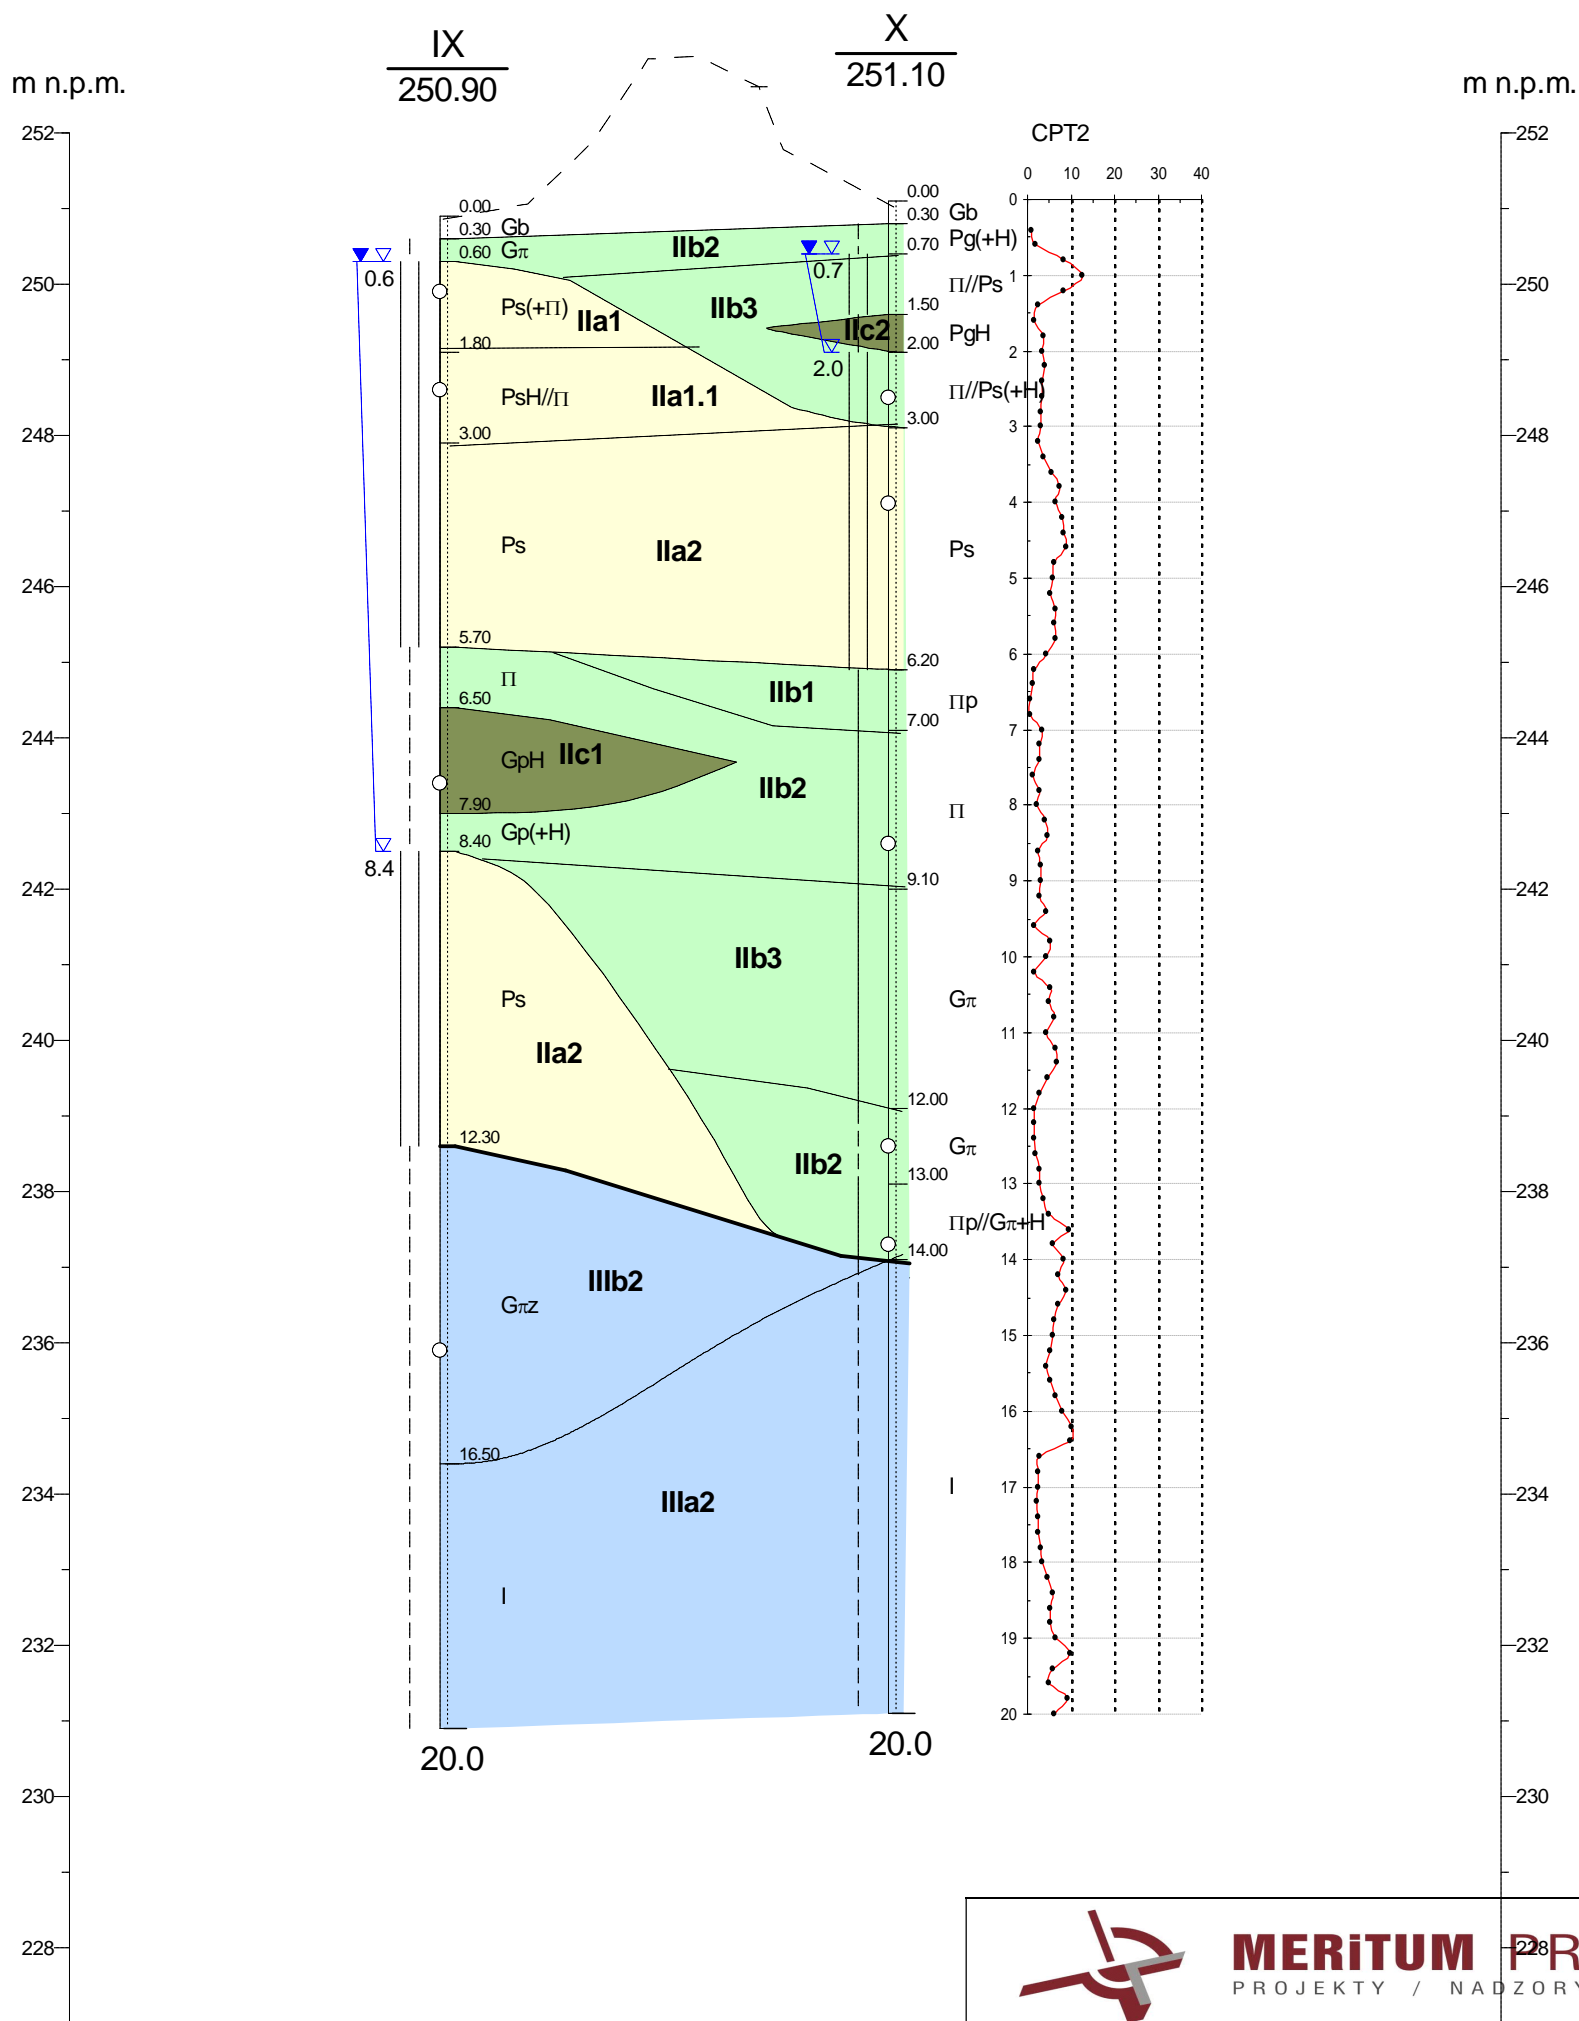 IX
250.90
X
251.10
m n.p.m.
m n.p.m.
252
250
248
246
244
242
240
238
236
234
232
230
228
0.00
0.30
0.60
1.80
3.00
5.70
6.50
7.90
8.40
12.30
16.50
20.0
Gb
Gπ
Ps(+Π)
PsH//Π
Ps
Π
GpH
Gp(+H)
Ps
Gπz
I
0.6
8.4
IIb2
IIb3
IIa1
IIc2
IIa1.1
IIa2
IIb1
IIc1
IIb2
IIb3
IIa2
IIb2
IIIb2
IIIa2
0.7
2.0
0.00
0.30
0.70
1.50
2.00
3.00
6.20
7.00
9.10
12.00
13.00
14.00
20.0
Gb
Pg(+H)
Π//Ps
PgH
Π//Ps(+H)
Ps
Πp
Π
Gπ
Gπ
Πp//Gπ+H
I
CPT2
0 10 20 30 40
0
1
2
3
4
5
6
7
8
9
10
11
12
13
14
15
16
17
18
19
20
252
250
248
246
244
242
240
238
236
234
232
230
228
MERiTUM PR
PROJEKTY / NADZORY